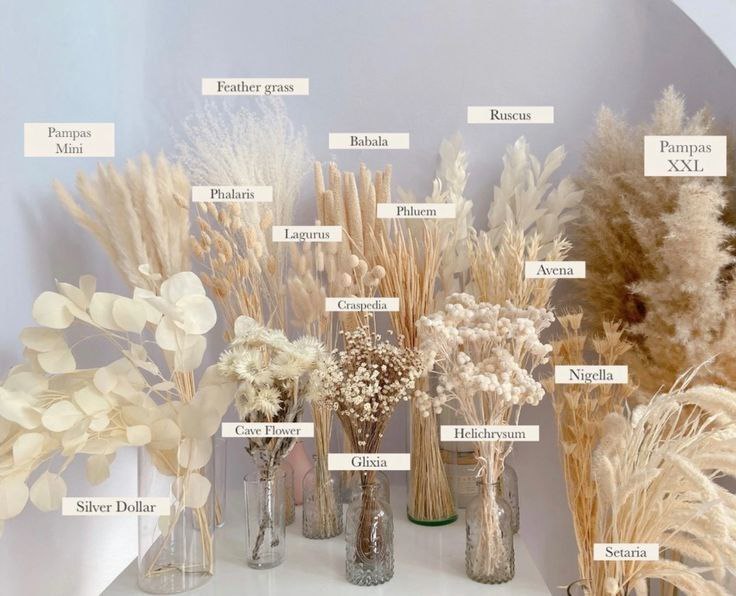 Feather grass
Pampas
Mini
Babala
Ruscus
Pampas
XXL
Phalaris
Phluem
Lagurus
Avena
Craspedia
Nigella
Cave Flower
Helichrysum
Glixia
Silver Dollar
Setaria